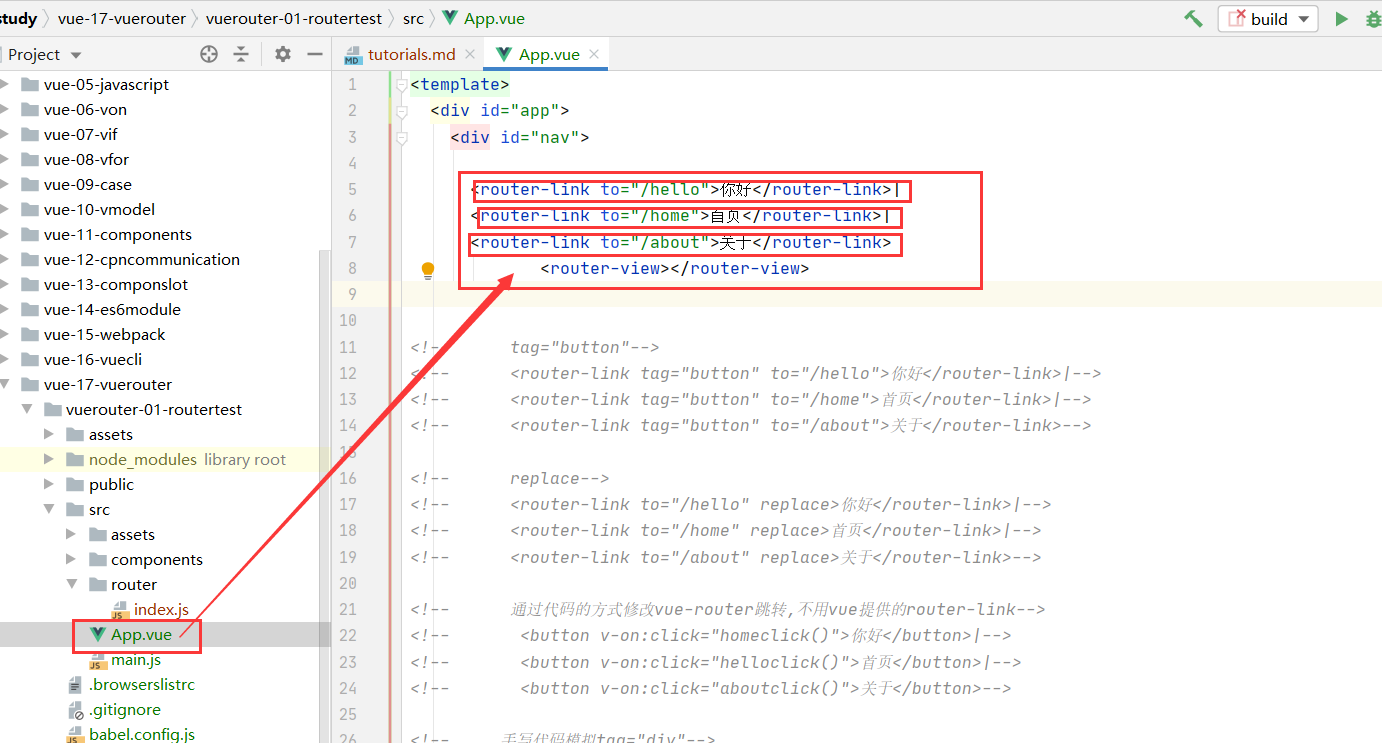 study 〉 vue-17-vuerouter 〉 vuerouter-01-routertest 〉 src 〉 App.vue
build
Project
tutorials.md
App.vue
vue-05-javascript
vue-06-von
vue-07-vif
vue-08-vfor
vue-09-case
vue-10-vmodel
vue-11-components
vue-12-cpncommunication
vue-13-componslot
vue-14-es6module
vue-15-webpack
vue-16-vuecli
vue-17-vuerouter
vuerouter-01-routertest
assets
node_modules library root
public
src
assets
components
router
index.js
App.vue
main.js
.browserslistrc
.gitignore
babel.config.js
1 <template>
2 <div id="app">
3 <div id="nav">
4
5 <router-link to="/hello">你好</router-link>|
6 <router-link to="/home">首页</router-link>|
7 <router-link to="/about">关于</router-link>
8 <router-view></router-view>
9
10
11 <!-- tag="button"-->
12 <!-- <router-link tag="button" to="/hello">你好</router-link>|-->
13 <!-- <router-link tag="button" to="/home">首页</router-link>|-->
14 <!-- <router-link tag="button" to="/about">关于</router-link>-->
15
16 <!-- replace-->
17 <!-- <router-link to="/hello" replace>你好</router-link>|-->
18 <!-- <router-link to="/home" replace>首页</router-link>|-->
19 <!-- <router-link to="/about" replace>关于</router-link>-->
20
21 <!-- 通过代码的方式修改vue-router跳转,不用vue提供的router-link-->
22 <!-- <button v-on:click="homeclick()">你好</button>|-->
23 <!-- <button v-on:click="helloclick()">首页</button>|-->
24 <!-- <button v-on:click="aboutclick()">关于</button>-->
25
26 <!-- 手写代码模拟tag="div"-->